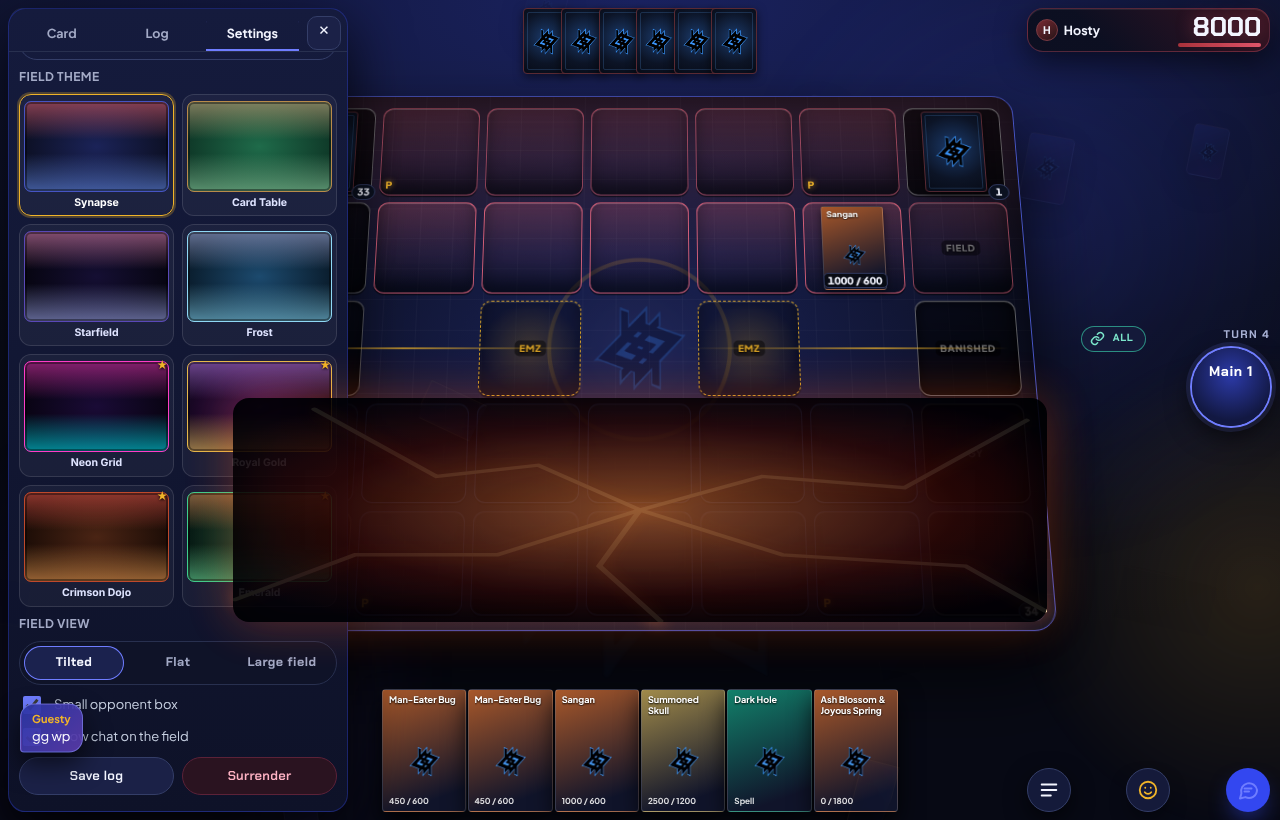 Card
Log
Settings
FIELD THEME
Synapse
Card Table
Starfield
Frost
Neon Grid
Royal Gold
Crimson Dojo
Emerald
FIELD VIEW
Tilted
Flat
Large field
Small opponent box
Guesty
gg wp
chat on the field
Save log
Surrender
H
Hosty
8000
33
P
P
1
Sangan
1000 / 600
FIELD
EMZ
EMZ
BANISHED
ALL
TURN 4
Main 1
P
P
34
Man-Eater Bug
450 / 600
Man-Eater Bug
450 / 600
Sangan
1000 / 600
Summoned
Skull
2500 / 1200
Dark Hole
Spell
Ash Blossom &
Joyous Spring
0 / 1800